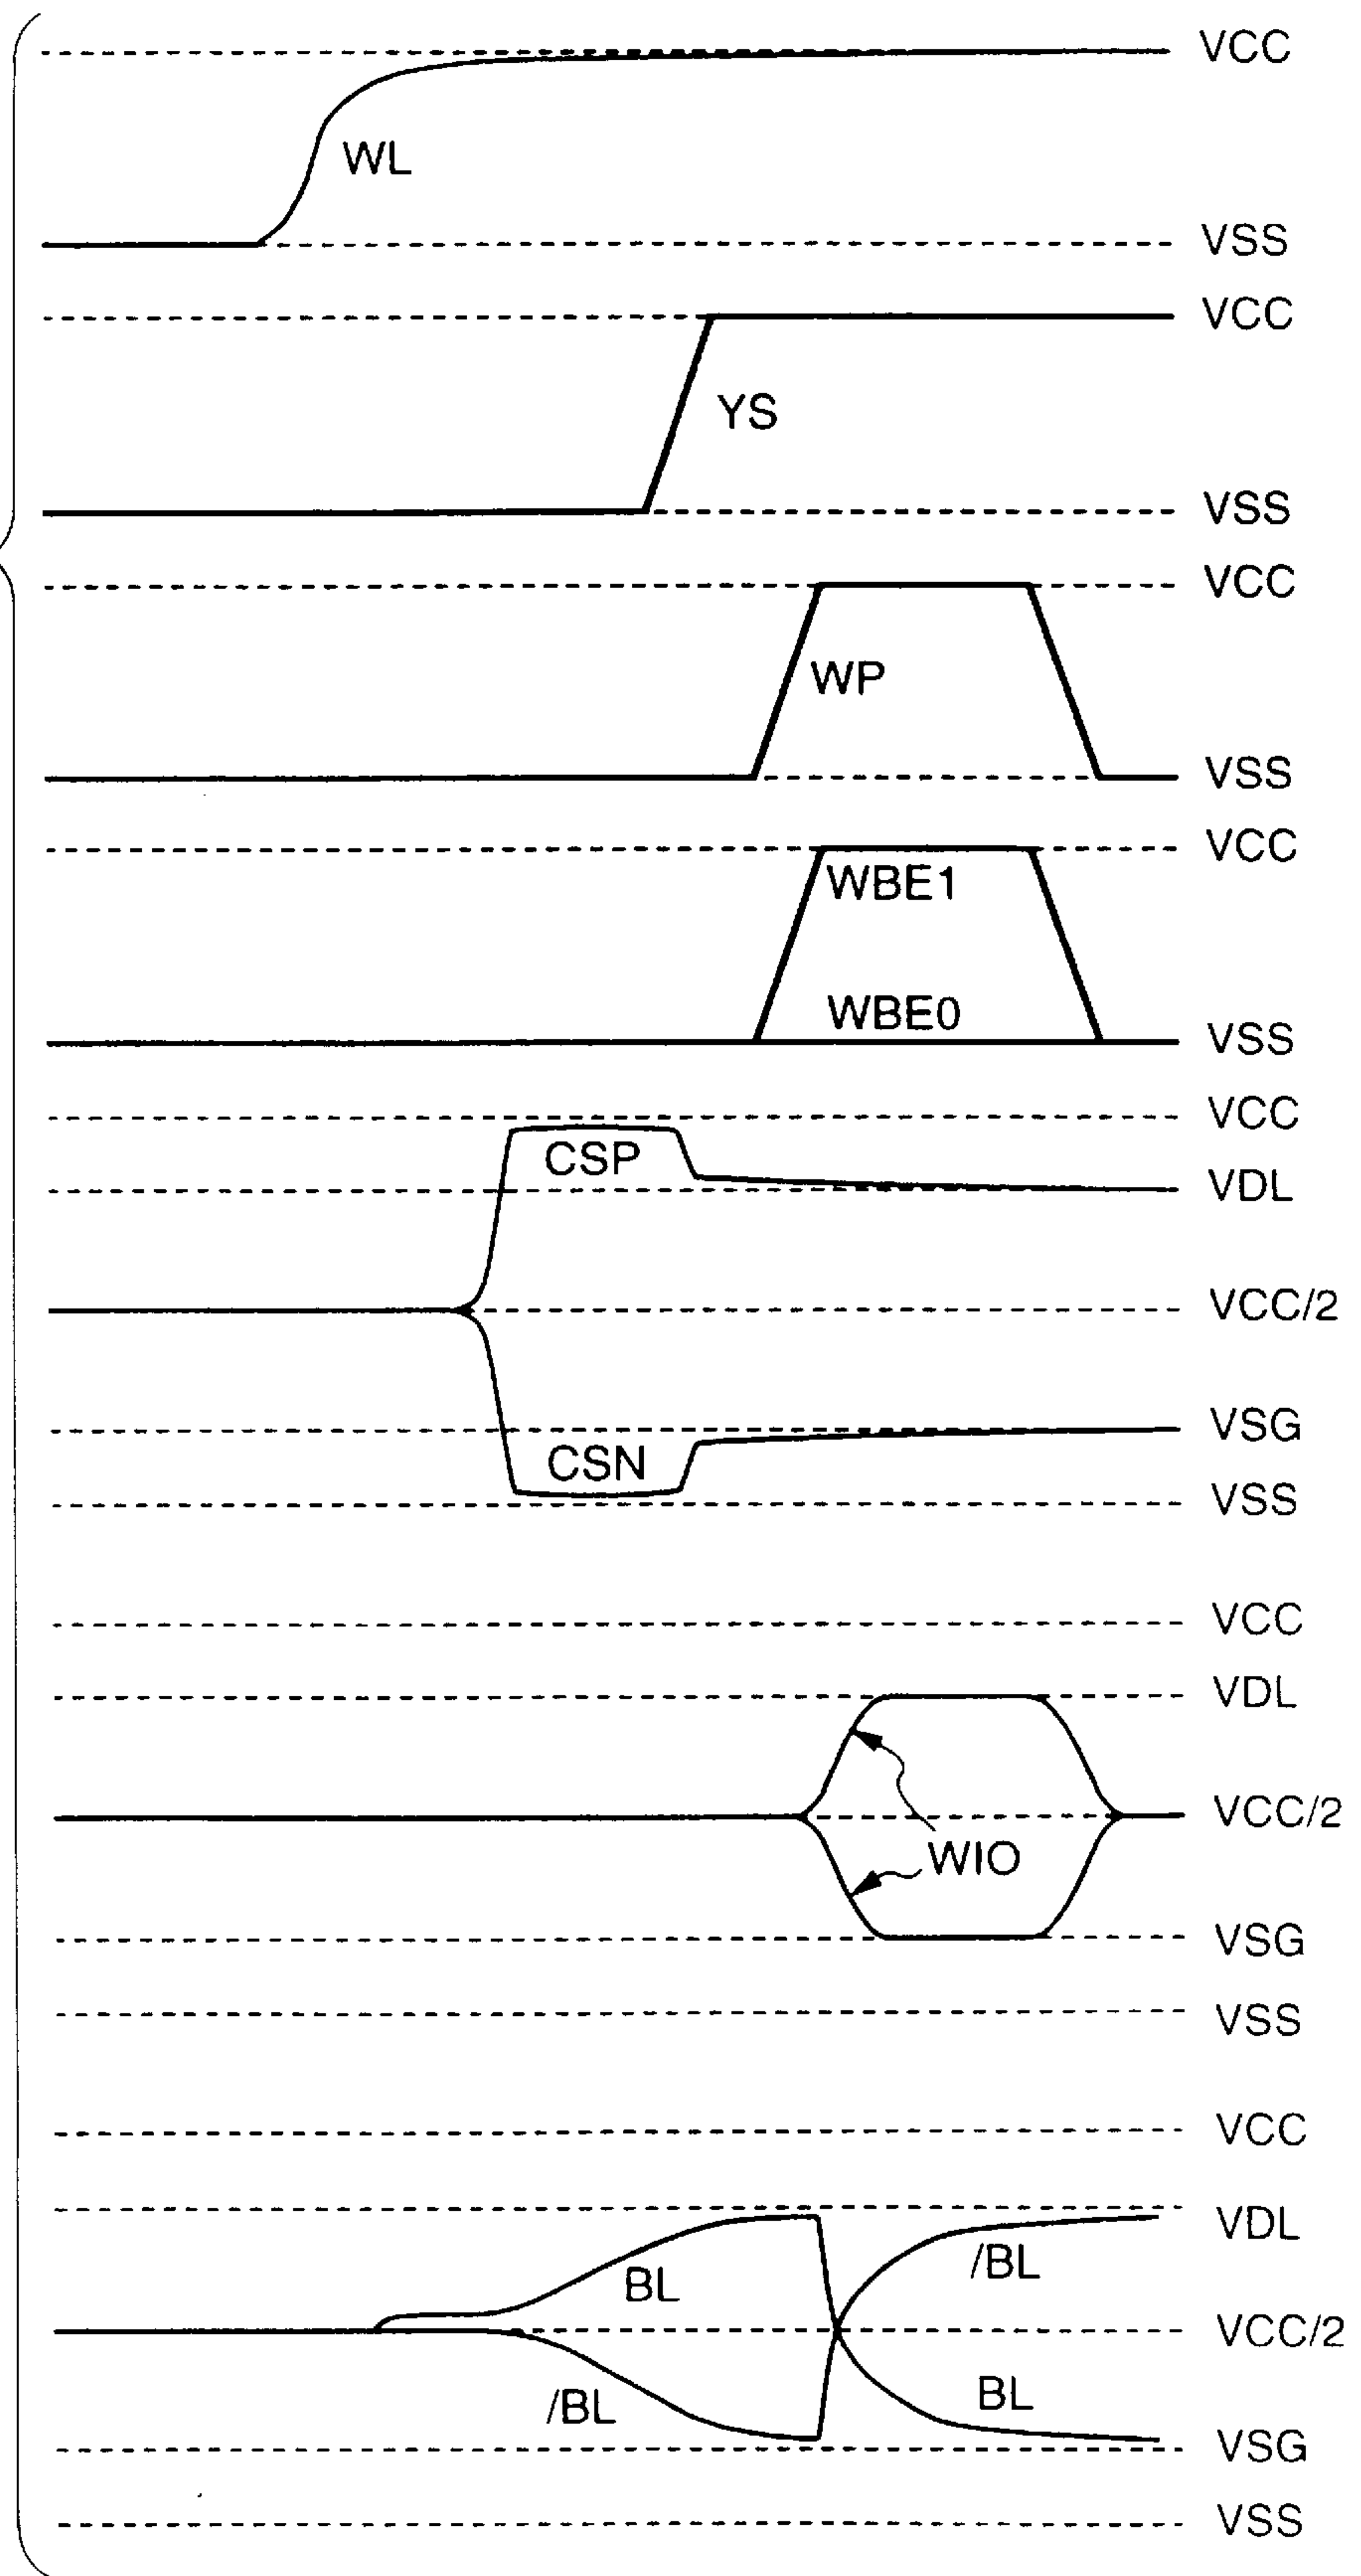 VCC
WL
VSS
VCC
YS
VSS
VCC
WP
VSS
VCC
WBE1
WBE0
VSS
VCC
CSP
VDL
VCC/2
VSG
CSN
VSS
VCC
VDL
VCC/2
WIO
VSG
VSS
VCC
VDL
/BL
BL
VCC/2
BL
/BL
VSG
VSS